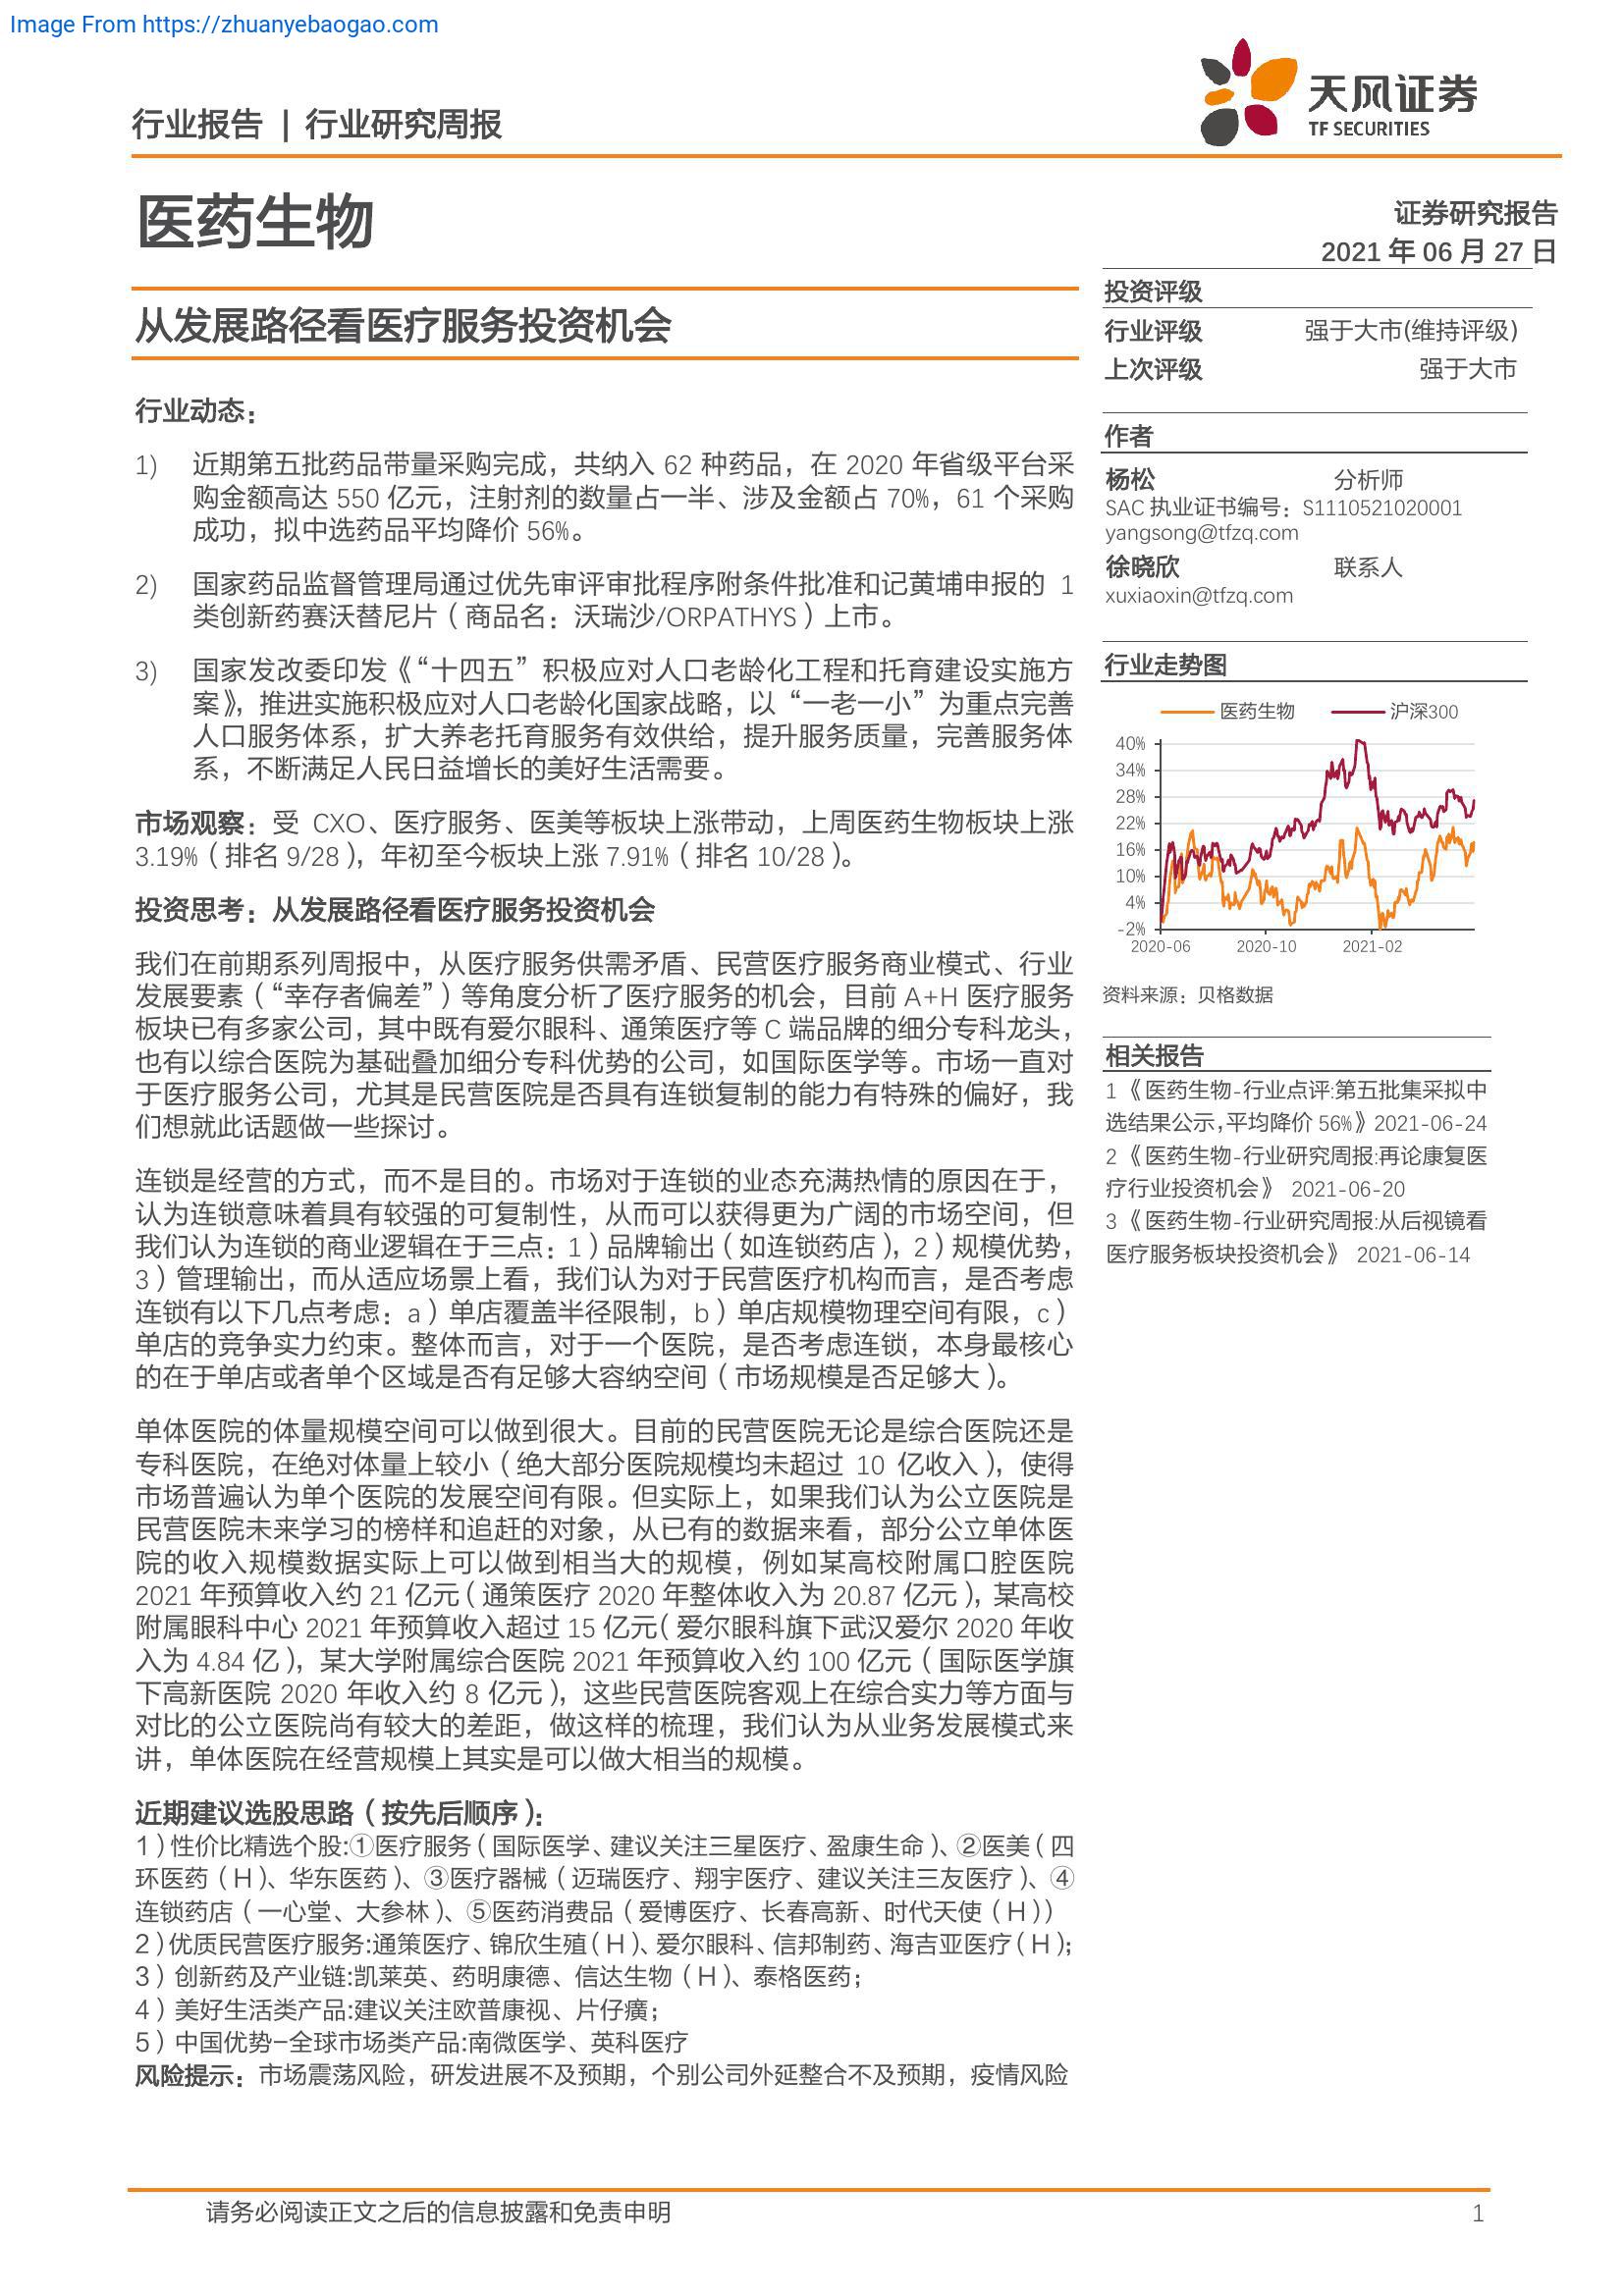 Image From https://zhuanyebaogao.com
行业报告 | 行业研究周报
天风证券
TF SECURITIES
医药生物
证券研究报告
2021 年 06 月 27 日
从发展路径看医疗服务投资机会
行业动态：
1) 近期第五批药品带量采购完成，共纳入 62 种药品，在 2020 年省级平台采
购金额高达 550 亿元，注射剂的数量占一半、涉及金额占 70%，61 个采购
成功，拟中选药品平均降价 56%。
2) 国家药品监督管理局通过优先审评审批程序附条件批准和记黄埔申报的 1
类创新药赛沃替尼片（商品名：沃瑞沙/ORPATHYS）上市。
3) 国家发改委印发《“十四五”积极应对人口老龄化工程和托育建设实施方
案》，推进实施积极应对人口老龄化国家战略，以“一老一小”为重点完善
人口服务体系，扩大养老托育服务有效供给，提升服务质量，完善服务体
系，不断满足人民日益增长的美好生活需要。
市场观察：受 CXO、医疗服务、医美等板块上涨带动，上周医药生物板块上涨
3.19%（排名 9/28），年初至今板块上涨 7.91%（排名 10/28）。
投资思考：从发展路径看医疗服务投资机会
我们在前期系列周报中，从医疗服务供需矛盾、民营医疗服务商业模式、行业
发展要素（“幸存者偏差”）等角度分析了医疗服务的机会，目前 A+H 医疗服务
板块已有多家公司，其中既有爱尔眼科、通策医疗等 C 端品牌的细分专科龙头，
也有以综合医院为基础叠加细分专科优势的公司，如国际医学等。市场一直对
于医疗服务公司，尤其是民营医院是否具有连锁复制的能力有特殊的偏好，我
们想就此话题做一些探讨。
连锁是经营的方式，而不是目的。市场对于连锁的业态充满热情的原因在于，
认为连锁意味着具有较强的可复制性，从而可以获得更为广阔的市场空间，但
我们认为连锁的商业逻辑在于三点：1）品牌输出（如连锁药店），2）规模优势，
3）管理输出，而从适应场景上看，我们认为对于民营医疗机构而言，是否考虑
连锁有以下几点考虑：a）单店覆盖半径限制，b）单店规模物理空间有限，c）
单店的竞争实力约束。整体而言，对于一个医院，是否考虑连锁，本身最核心
的在于单店或者单个区域是否有足够大容纳空间（市场规模是否足够大）。
单体医院的体量规模空间可以做到很大。目前的民营医院无论是综合医院还是
专科医院，在绝对体量上较小（绝大部分医院规模均未超过 10 亿收入），使得
市场普遍认为单个医院的发展空间有限。但实际上，如果我们认为公立医院是
民营医院未来学习的榜样和追赶的对象，从已有的数据来看，部分公立单体医
院的收入规模数据实际上可以做到相当大的规模，例如某高校附属口腔医院
2021 年预算收入约 21 亿元（通策医疗 2020 年整体收入为 20.87 亿元），某高校
附属眼科中心 2021 年预算收入超过 15 亿元（爱尔眼科旗下武汉爱尔 2020 年收
入为 4.84 亿），某大学附属综合医院 2021 年预算收入约 100 亿元（国际医学旗
下高新医院 2020 年收入约 8 亿元），这些民营医院客观上在综合实力等方面与
对比的公立医院尚有较大的差距，做这样的梳理，我们认为从业务发展模式来
讲，单体医院在经营规模上其实是可以做大相当的规模。
近期建议选股思路（按先后顺序）：
1）性价比精选个股:①医疗服务（国际医学、建议关注三星医疗、盈康生命）、②医美（四
环医药（H）、华东医药）、③医疗器械（迈瑞医疗、翔宇医疗、建议关注三友医疗）、④
连锁药店（一心堂、大参林）、⑤医药消费品（爱博医疗、长春高新、时代天使（H））
2）优质民营医疗服务:通策医疗、锦欣生殖（H）、爱尔眼科、信邦制药、海吉亚医疗（H）；
3）创新药及产业链:凯莱英、药明康德、信达生物（H）、泰格医药；
4）美好生活类产品:建议关注欧普康视、片仔癀；
5）中国优势-全球市场类产品:南微医学、英科医疗
风险提示：市场震荡风险，研发进展不及预期，个别公司外延整合不及预期，疫情风险
投资评级
行业评级 强于大市(维持评级)
上次评级 强于大市
作者
杨松 分析师
SAC 执业证书编号：S1110521020001
yangsong@tfzq.com
徐晓欣 联系人
xuxiaoxin@tfzq.com
行业走势图
医药生物 沪深300
40%
34%
28%
22%
16%
10%
4%
-2%
2020-06 2020-10 2021-02
资料来源：贝格数据
相关报告
1 《医药生物-行业点评:第五批集采拟中
选结果公示,平均降价 56%》2021-06-24
2 《医药生物-行业研究周报:再论康复医
疗行业投资机会》 2021-06-20
3 《医药生物-行业研究周报:从后视镜看
医疗服务板块投资机会》 2021-06-14
请务必阅读正文之后的信息披露和免责申明 1